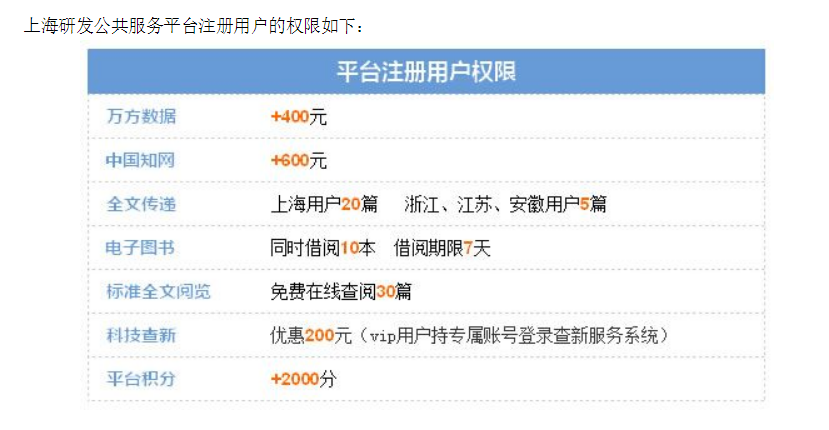 上海研发公共服务平台注册用户的权限如下：
平台注册用户权限
万方数据 +400元
中国知网 +600元
全文传递 上海用户20篇 浙江、江苏、安徽用户5篇
电子图书 同时借阅10本 借阅期限7天
标准全文阅览 免费在线查阅30篇
科技查新 优惠200元（vip用户持专属账号登录查新服务系统）
平台积分 +2000分